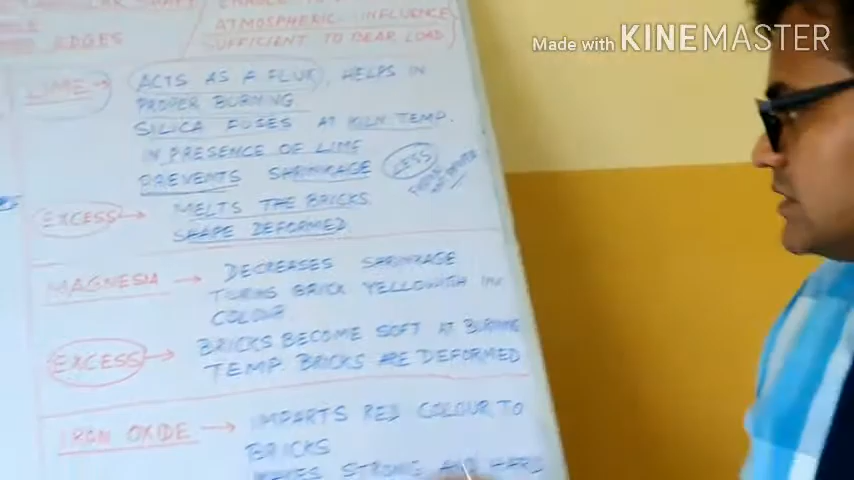 Made with KINEMASTER
ATMOSPHERIC INFLUENCE
EDGES
SUFFICIENT TO BEAR LOAD
LIME → ACTS AS A FLUX, HELPS IN
PROPER BURNING
SILICA FUSES AT KILN TEMP.
IN PRESENCE OF LIME
PREVENTS SHRINKAGE
LESS
EXCESS → MELTS THE BRICKS
SHAPE DEFORMED
MAGNESIA → DECREASES SHRINKAGE
TURNS BRICK YELLOWISH IN
COLOUR
EXCESS → BRICKS BECOME SOFT AT BURNING
TEMP. BRICKS ARE DEFORMED
IRON OXIDE → IMPARTS RED COLOUR TO
BRICKS
MAKES STRONG AND HARD